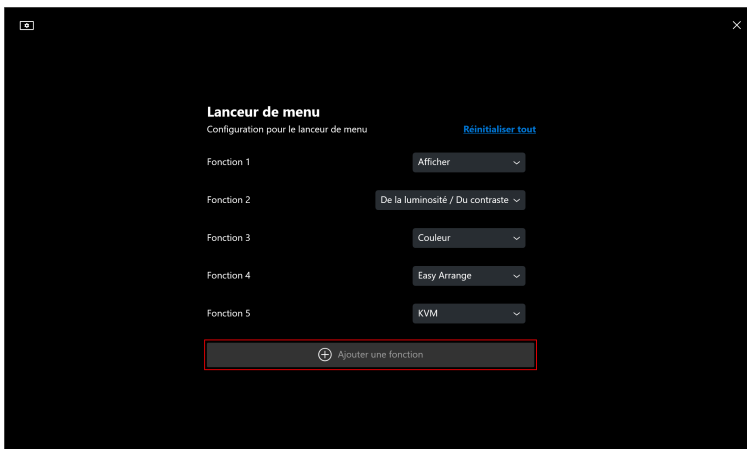 Lanceur de menu
Configuration pour le lanceur de menu
Réinitialiser tout
Fonction 1
Afficher
Fonction 2
De la luminosité / Du contraste
Fonction 3
Couleur
Fonction 4
Easy Arrange
Fonction 5
KVM
Ajouter une fonction